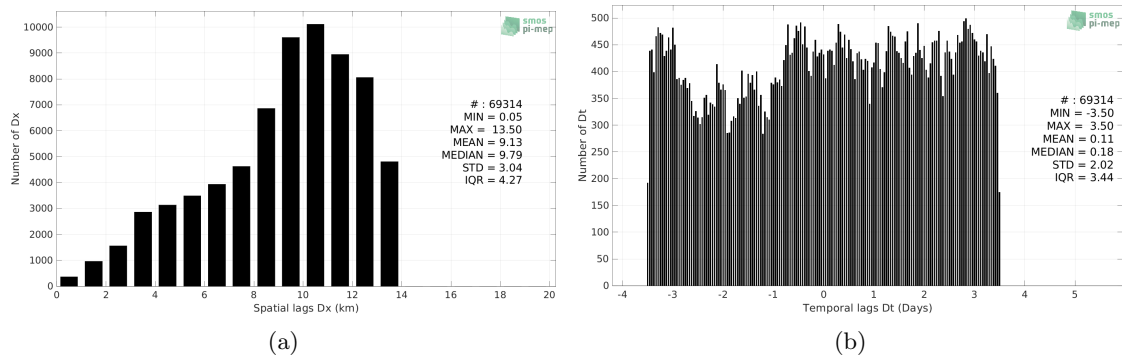 10000
9000
8000
7000
6000
5000
4000
3000
2000
1000
0
Number of Dx
smos
pi-mep
# : 69314
MIN = 0.05
MAX = 13.50
MEAN = 9.13
MEDIAN = 9.79
STD = 3.04
IQR = 4.27
0 2 4 6 8 10 12 14 16 18 20
Spatial lags Dx (km)
(a)
500
450
400
350
300
250
200
150
100
50
0
Number of Dt
smos
pi-mep
# : 69314
MIN = -3.50
MAX = 3.50
MEAN = 0.11
MEDIAN = 0.18
STD = 2.02
IQR = 3.44
-4 -3 -2 -1 0 1 2 3 4 5
Temporal lags Dt (Days)
(b)